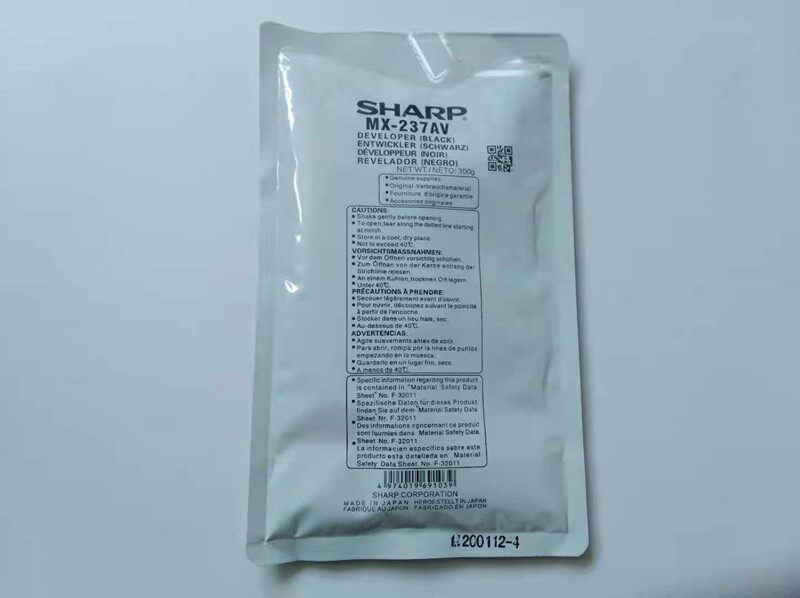 SHARP®
MX-237AV
DEVELOPER (BLACK)
ENTWICKLER (SCHWARZ)
DÉVELOPPEUR (NOIR)
REVELADOR (NEGRO)
NET WT/NETO: 300g
• Genuine supplies
• Original-Verbrauchsmaterial
• Fourniture d'origine garantie
• Accesorios originales
CAUTIONS:
• Shake gently before opening.
• To open, tear along the dotted line starting
at notch.
• Store in a cool, dry place.
• Not to exceed 40℃.
VORSICHTSMASSNAHMEN:
• Vor dem Öffnen vorsichtig schütteln.
• Zum Öffnen von der Kerbe entlang der
Strichlinie reissen.
• An einem Kühlen, trocknen Ort lagern.
• Unter 40℃.
PRÉCAUTIONS À PRENDRE:
• Secouer légèrement avant d'ouvrir.
• Pour ouvrir, découpez suivant le pointité
à partir de l'encoche.
• Stocker dans un lieu frais, sec.
• Au-dessous de 40℃.
ADVERTENCIAS:
• Agite suavements antes de abrir.
• Para abrir, rompa por la linea de puntos
empezando en la muesca.
• Guardarlo en un lugar frio, seco.
• A menos de 40℃.
• Specific information regarding this product
is contained in "Material Safety Data
Sheet" No. F-32011
• Spezifische Daten für dieses Produkt
finden Sie auf dem "Material Safety Data
Sheet Nr. F-32011
• Des informations concernant ce produit
sont fournies dans Material Safety Data
Sheet No. F-32011
• La informacion especifica sobre este
producto esta detallada en Material
Safety Data Sheet No. F-32011
4 974019 691039
SHARP CORPORATION
MADE IN JAPAN HERGESTELLT IN JAPAN
FABRIQUE AU JAPON FABRICADO EN JAPON
200112-4